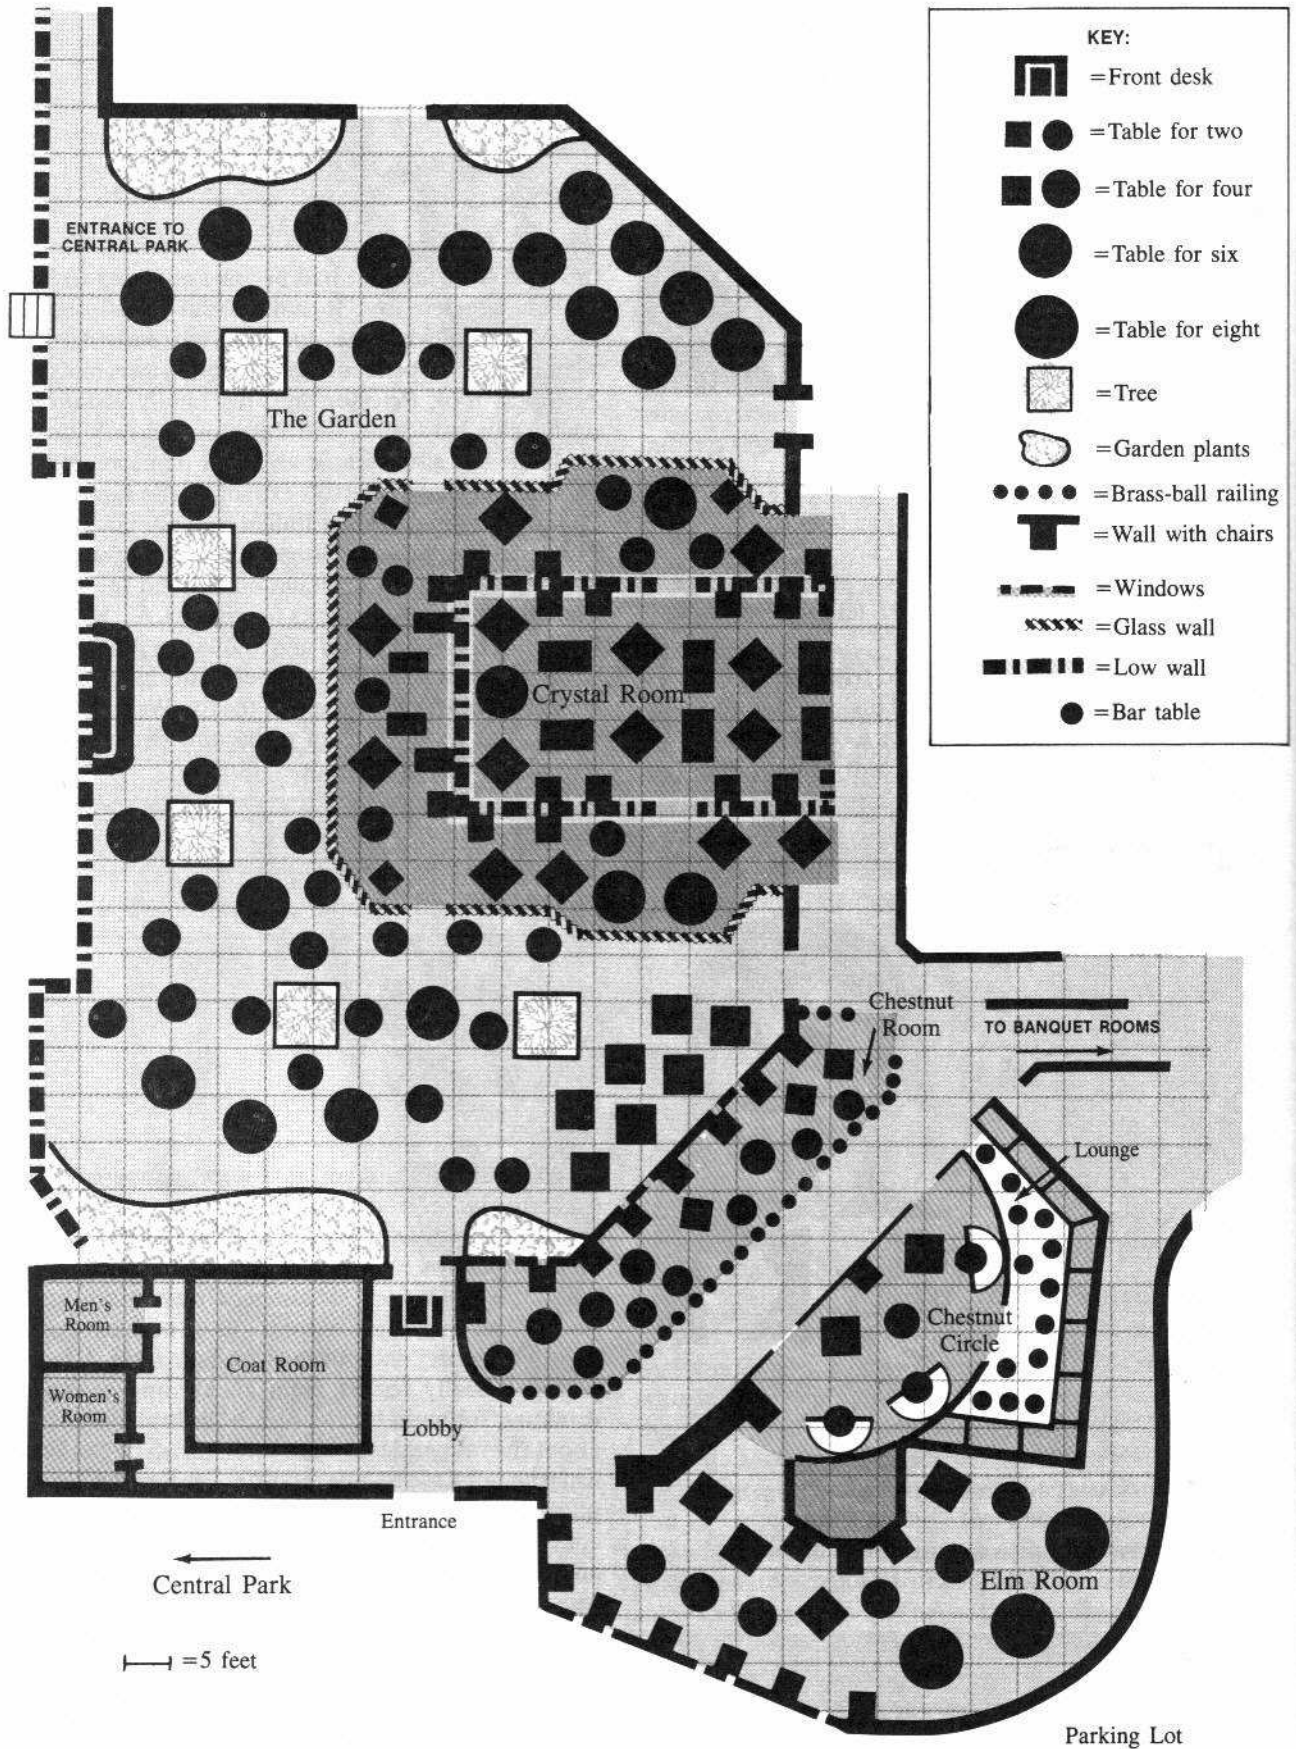 KEY:
=Front desk
=Table for two
=Table for four
=Table for six
=Table for eight
=Tree
=Garden plants
=Brass-ball railing
=Wall with chairs
=Windows
=Glass wall
=Low wall
=Bar table
ENTRANCE TO
CENTRAL PARK
The Garden
Crystal Room
Chestnut
Room
TO BANQUET ROOMS
Lounge
Chestnut
Circle
Men's
Room
Coat Room
Women's
Room
Lobby
Entrance
Central Park
Elm Room
=5 feet
Parking Lot